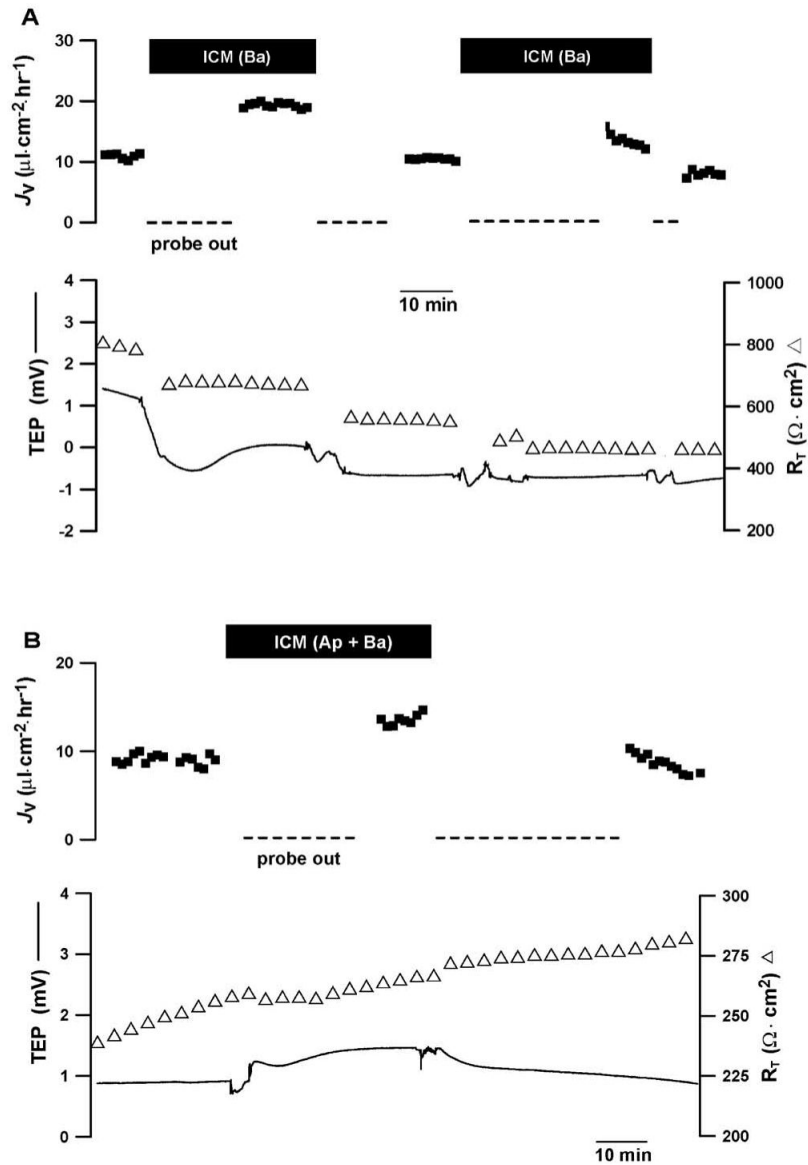 A
ICM (Ba)
ICM (Ba)
30
20
10
0
Jv (μl·cm-2·hr-1)
probe out
10 min
4
3
2
1
0
-1
-2
TEP (mV)
1000
800
600
400
200
RT (Ω· cm2) △
B
ICM (Ap + Ba)
20
10
0
Jv (μl·cm-2·hr-1)
probe out
4
3
2
1
0
TEP (mV)
300
275
250
225
200
RT (Ω· cm2) △
10 min